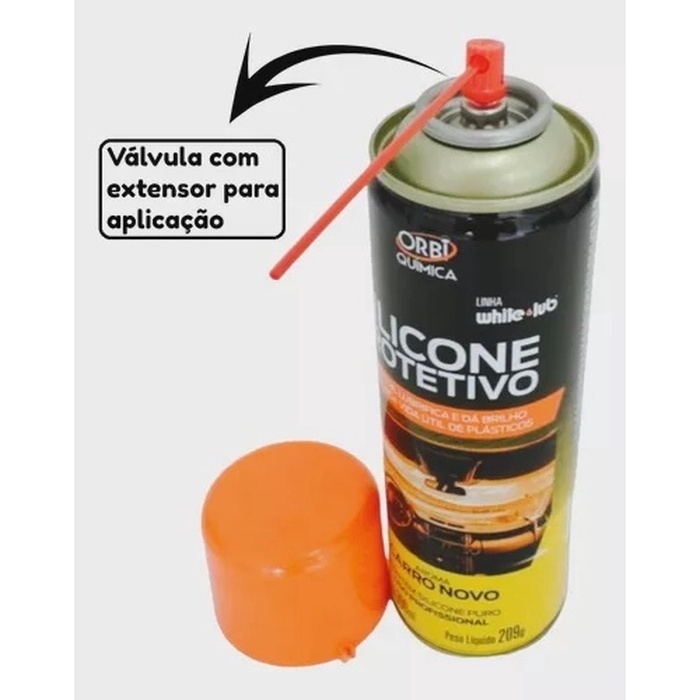 Válvula com
extensor para
aplicação
ORBI
QUÍMICA
LINHA
white lub
LICONE
OTETIVO
LUBRIFICA E DÁ BRILHO
VIDA ÚTIL DE PLÁSTICOS
AROMA
CARRO NOVO
SILICONE PURO
PROFISSIONAL
Peso Líquido 209g